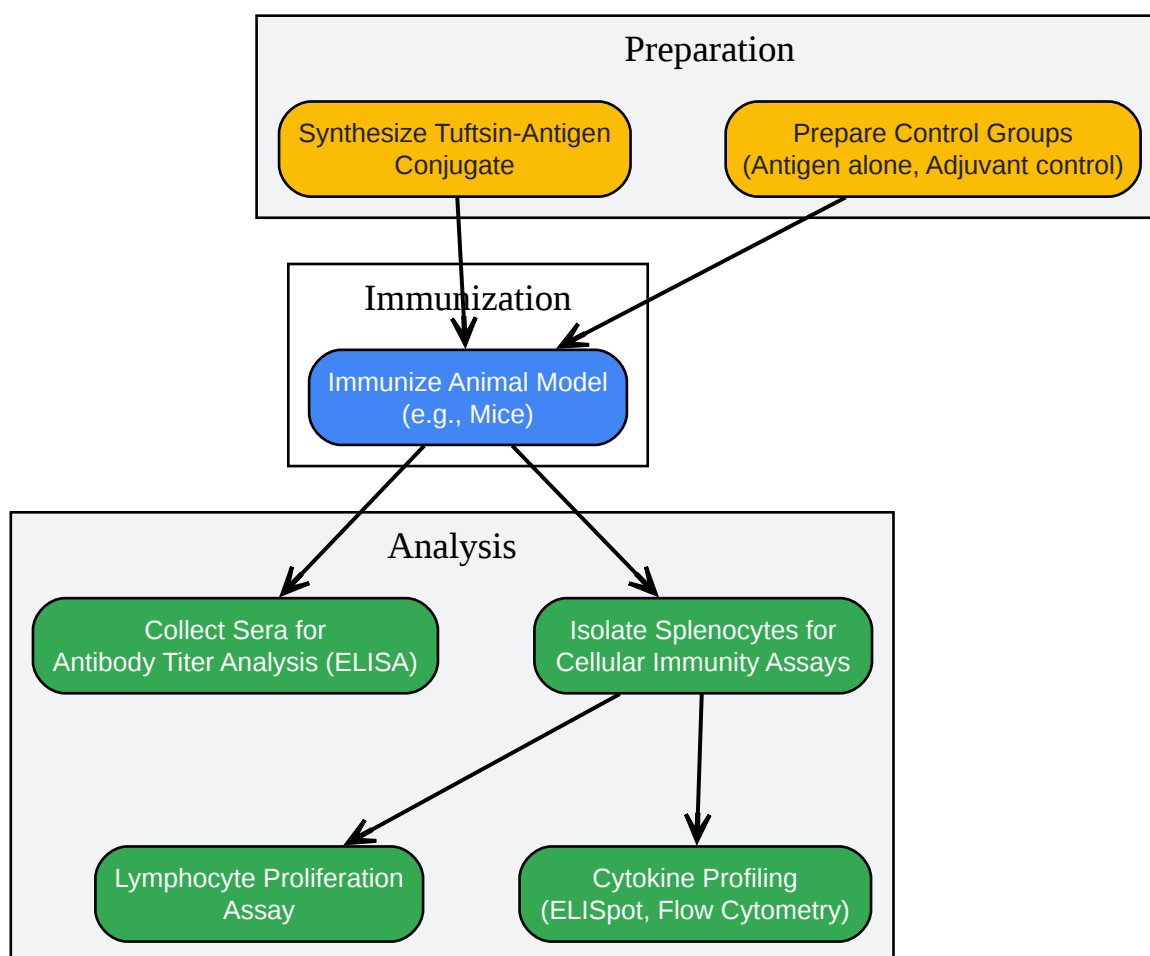 Preparation
Synthesize Tuftsin-Antigen
Conjugate
Prepare Control Groups
(Antigen alone, Adjuvant control)
Immunization
Immunize Animal Model
(e.g., Mice)
Analysis
Collect Sera for
Antibody Titer Analysis (ELISA)
Isolate Splenocytes for
Cellular Immunity Assays
Lymphocyte Proliferation
Assay
Cytokine Profiling
(ELISpot, Flow Cytometry)